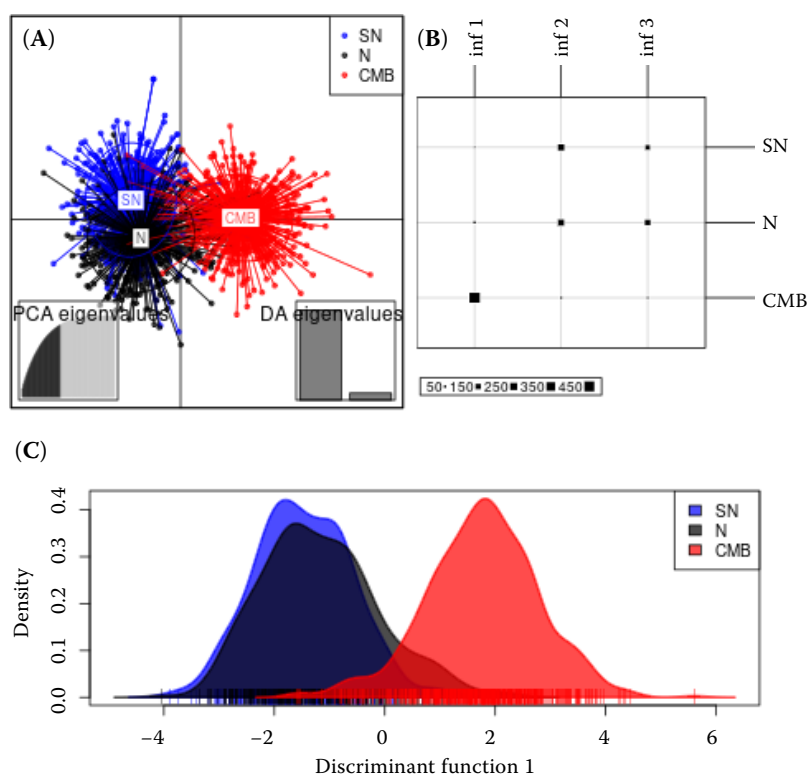 (A)
SN
N
CMB
SN
N
CMB
PCA eigenvalues
DA eigenvalues
(B)
inf 1
inf 2
inf 3
SN
N
CMB
50 150 250 350 450
(C)
SN
N
CMB
Density
0.4
0.3
0.2
0.1
0.0
−4 −2 0 2 4 6
Discriminant function 1